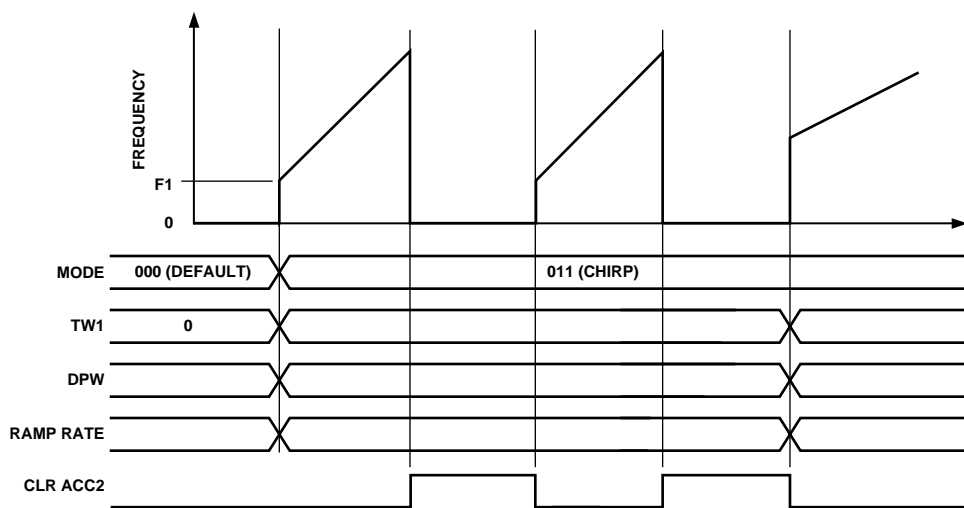 FREQUENCY
F1
0
MODE 000 (DEFAULT) 011 (CHIRP)
TW1 0
DPW
RAMP RATE
CLR ACC2